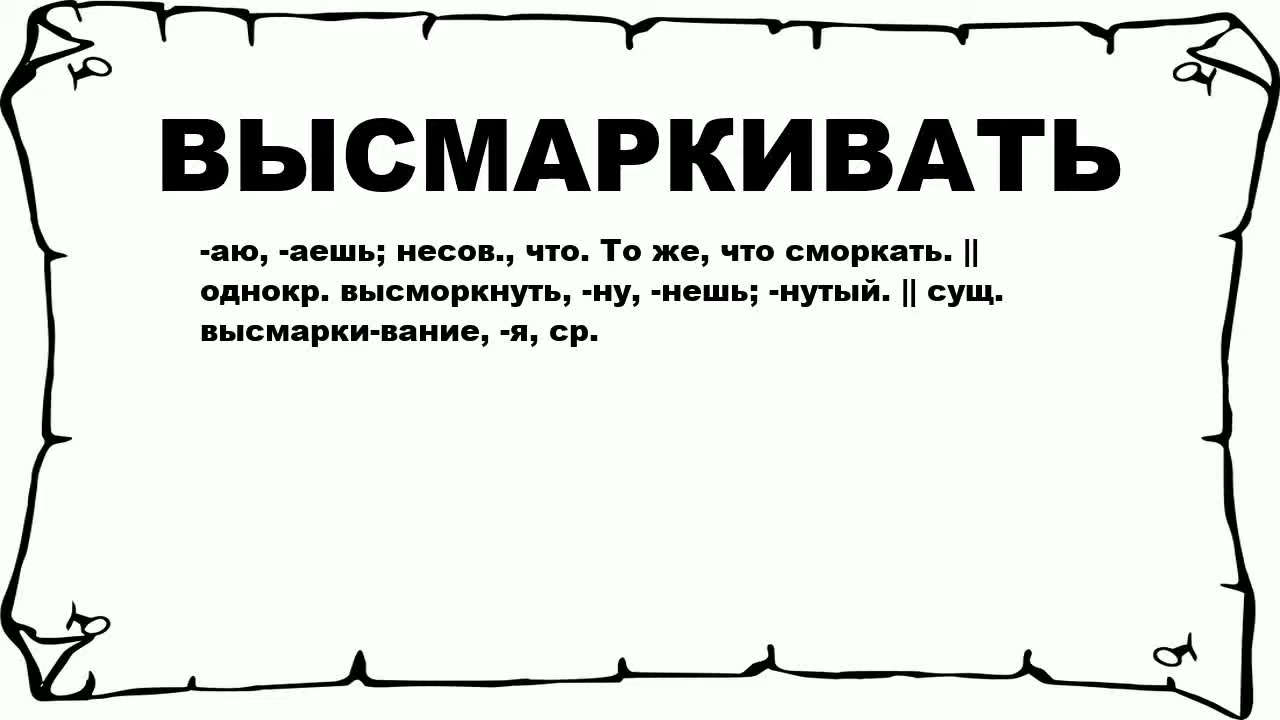 ВЫСМАРКИВАТЬ
-аю, -аешь; несов., что. То же, что сморкать. ||
однокр. высморкнуть, -ну, -нешь; -нутый. || сущ.
высмарки-вание, -я, ср.